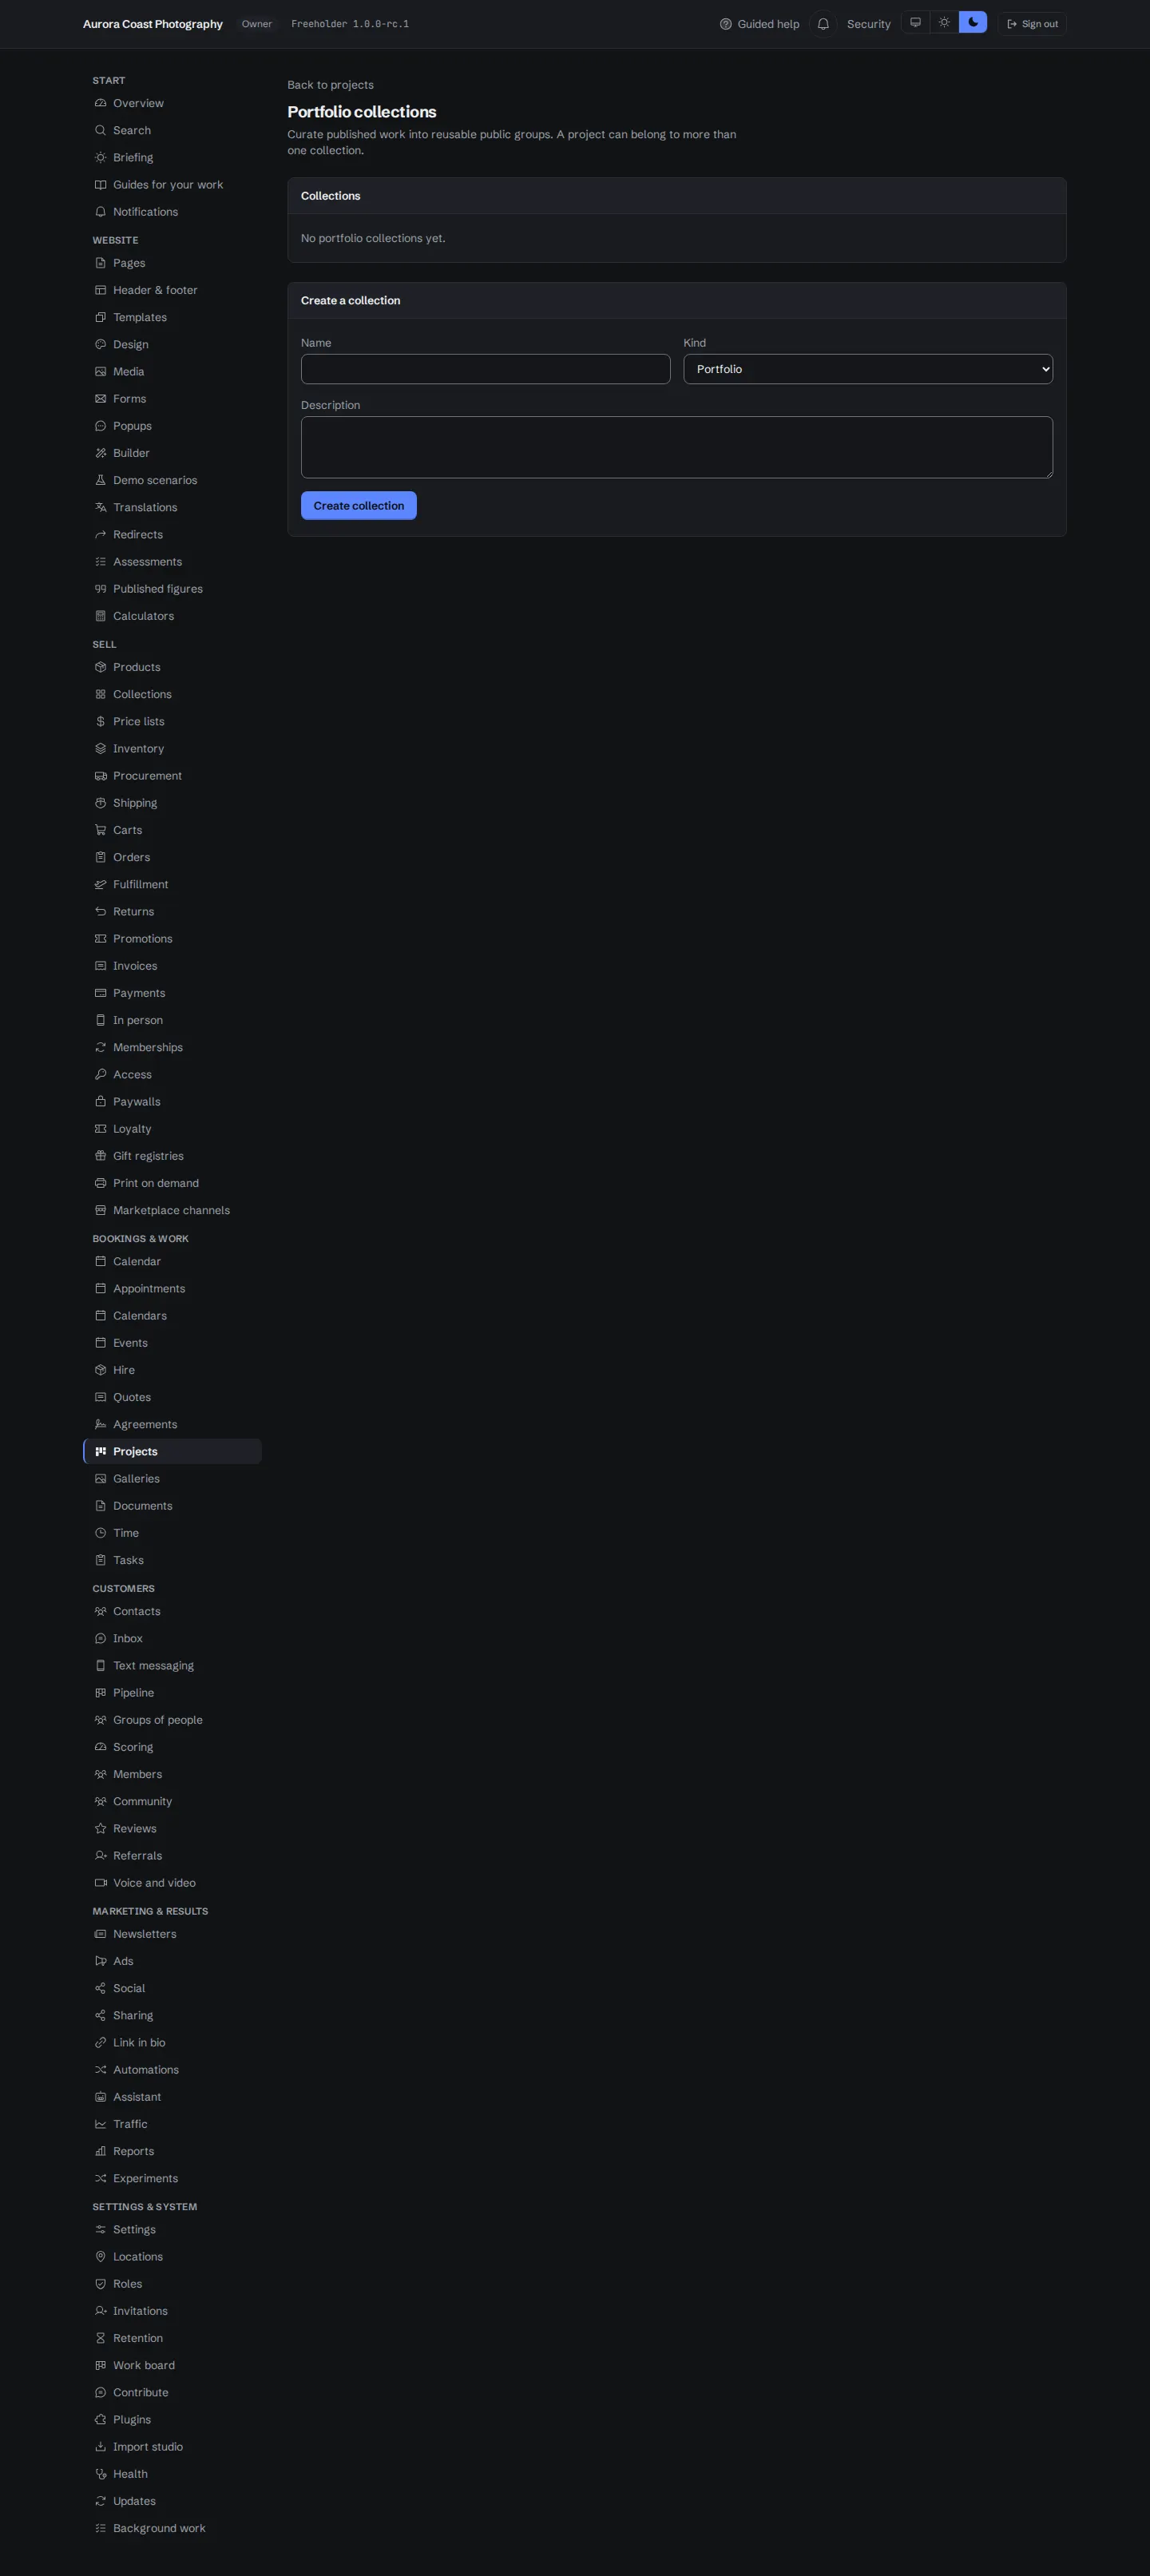 Aurora Coast Photography Owner Freeholder 1.0.0-rc.1 Guided help Security Sign out
START
Overview
Search
Briefing
Guides for your work
Notifications
WEBSITE
Pages
Header & footer
Templates
Design
Media
Forms
Popups
Builder
Demo scenarios
Translations
Redirects
Assessments
Published figures
Calculators
SELL
Products
Collections
Price lists
Inventory
Procurement
Shipping
Carts
Orders
Fulfillment
Returns
Promotions
Invoices
Payments
In person
Memberships
Access
Paywalls
Loyalty
Gift registries
Print on demand
Marketplace channels
BOOKINGS & WORK
Calendar
Appointments
Calendars
Events
Hire
Quotes
Agreements
Projects
Galleries
Documents
Time
Tasks
CUSTOMERS
Contacts
Inbox
Text messaging
Pipeline
Groups of people
Scoring
Members
Community
Reviews
Referrals
Voice and video
MARKETING & RESULTS
Newsletters
Ads
Social
Sharing
Link in bio
Automations
Assistant
Traffic
Reports
Experiments
SETTINGS & SYSTEM
Settings
Locations
Roles
Invitations
Retention
Work board
Contribute
Plugins
Import studio
Health
Updates
Background work
Back to projects
Portfolio collections
Curate published work into reusable public groups. A project can belong to more than
one collection.
Collections
No portfolio collections yet.
Create a collection
Name Kind
Portfolio
Description
Create collection